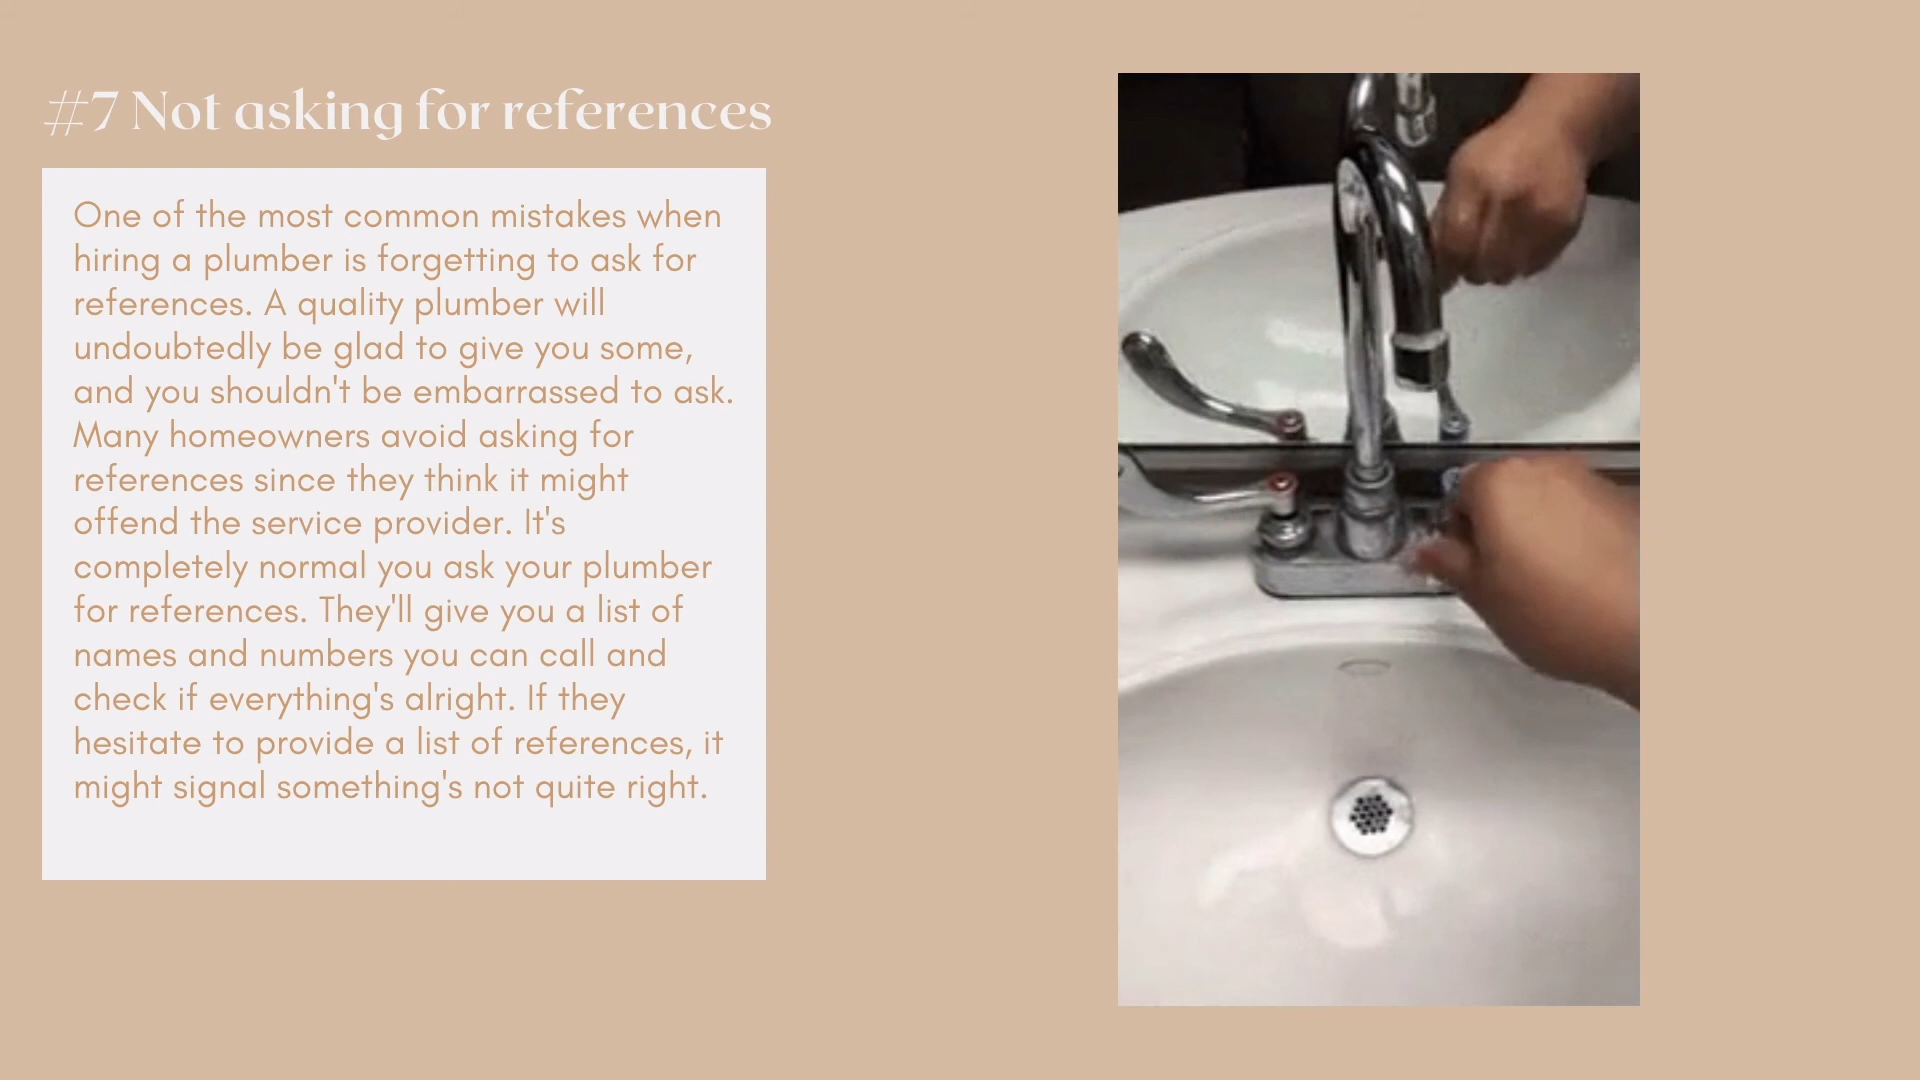 #7 Not asking for references
One of the most common mistakes when
hiring a plumber is forgetting to ask for
references. A quality plumber will
undoubtedly be glad to give you some,
and you shouldn't be embarrassed to ask.
Many homeowners avoid asking for
references since they think it might
offend the service provider. It's
completely normal you ask your plumber
for references. They'll give you a list of
names and numbers you can call and
check if everything's alright. If they
hesitate to provide a list of references, it
might signal something's not quite right.